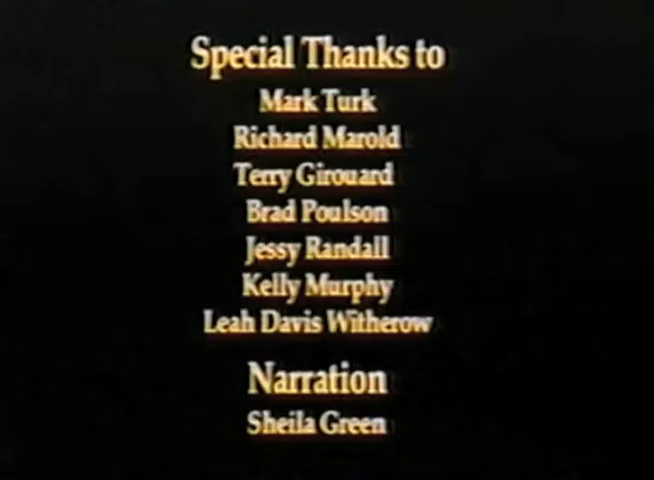 Special Thanks to
Mark Turk
Richard Marold
Terry Girouard
Brad Poulson
Jessy Randall
Kelly Murphy
Leah Davis Witherow
Narration
Sheila Green